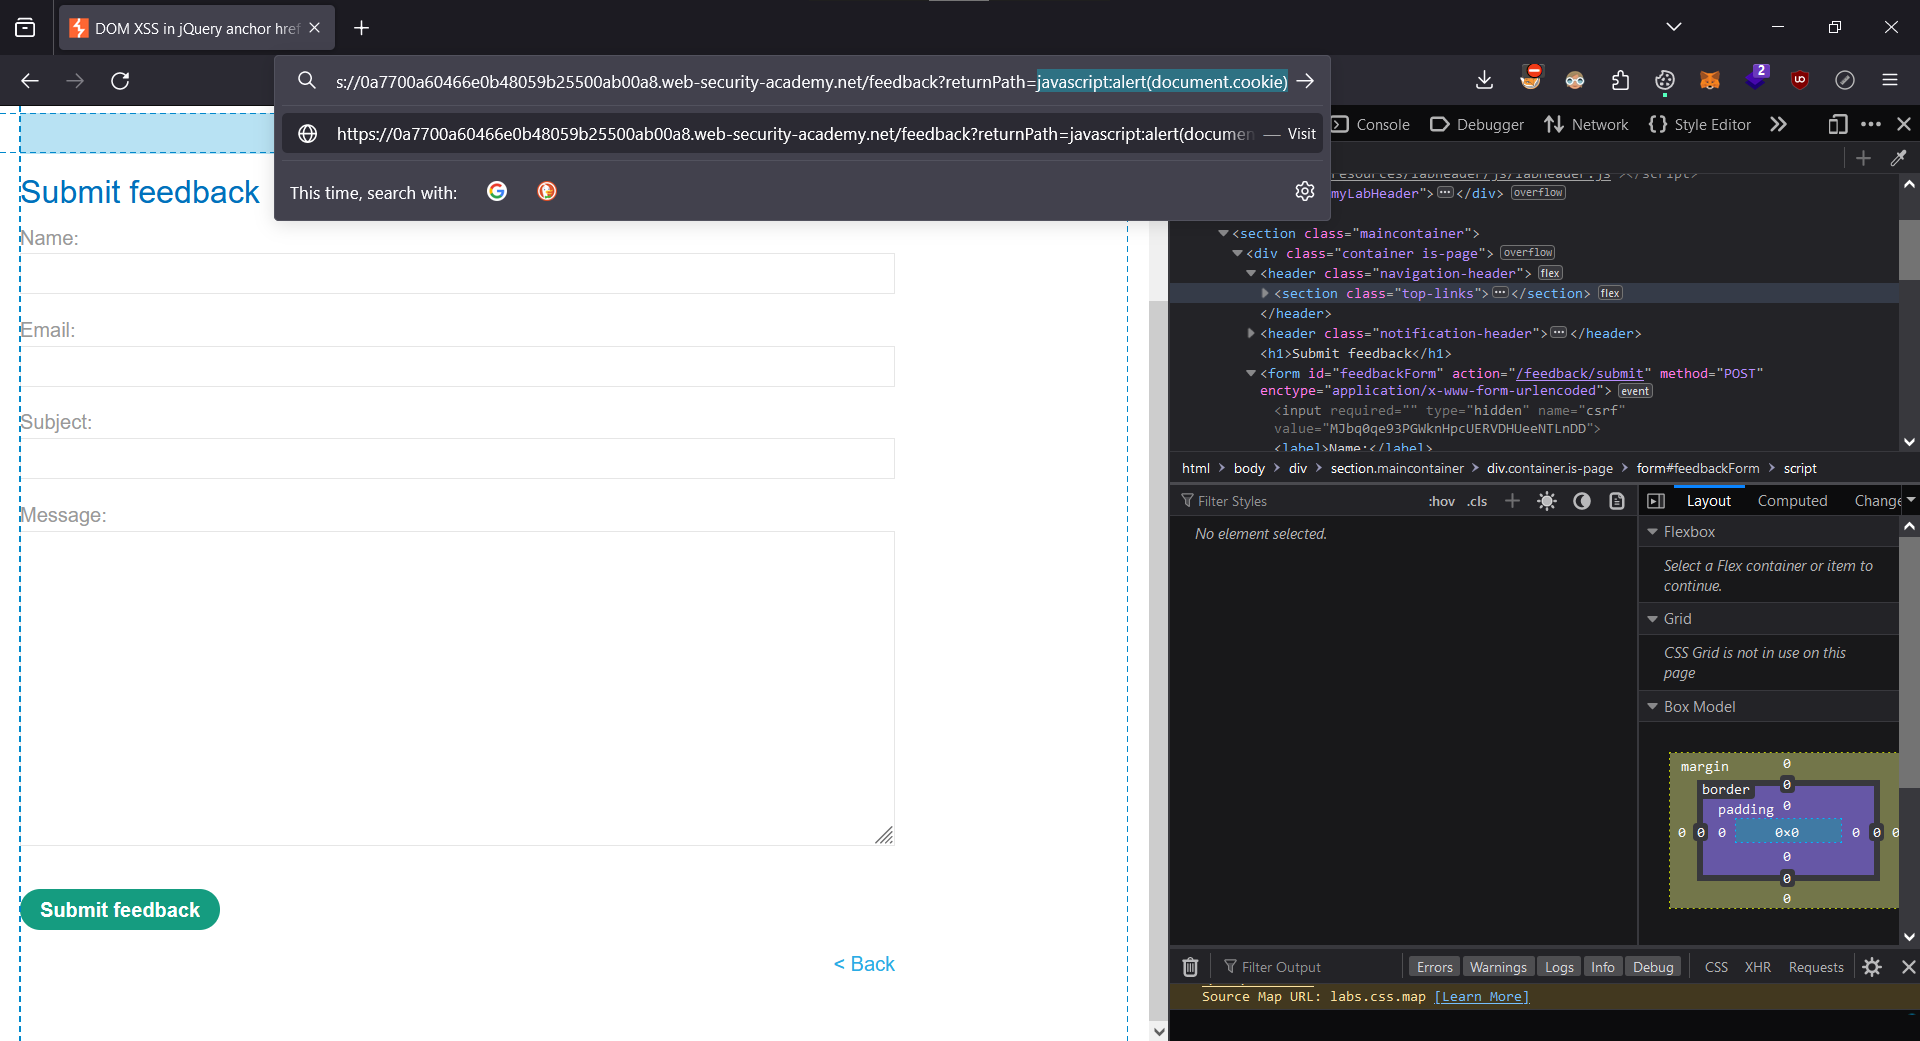 DOM XSS in jQuery anchor href
s://0a7700a60466e0b48059b25500ab00a8.web-security-academy.net/feedback?returnPath=javascript:alert(document.cookie)
2
https://0a7700a60466e0b48059b25500ab00a8.web-security-academy.net/feedback?returnPath=javascript:alert(documen — Visit
This time, search with:
Console
Debugger
Network
{} Style Editor
myLabHeader"></div> overflow
<section class="maincontainer">
<div class="container is-page"> overflow
<header class="navigation-header"> flex
<section class="top-links"></section> flex
</header>
<header class="notification-header"></header>
<h1>Submit feedback</h1>
<form id="feedbackForm" action="/feedback/submit" method="POST"
enctype="application/x-www-form-urlencoded"> event
<input required="" type="hidden" name="csrf"
value="MJbq0qe93PGWknHpcUERVDHUeeNTLnDD">
<label>Name:</label>
html > body > div > section.maincontainer > div.container.is-page > form#feedbackForm > script
Filter Styles
:hov .cls
Layout
Computed
Change
No element selected.
Flexbox
Select a Flex container or item to
continue.
Grid
CSS Grid is not in use on this
page
Box Model
margin 0
border 0
padding 0
0 0 0 0×0 0 0 0
0
0
0
Errors Warnings Logs Info Debug CSS XHR Requests
Filter Output
Source Map URL: labs.css.map [Learn More]
Submit feedback
Name:
Email:
Subject:
Message:
Submit feedback
< Back